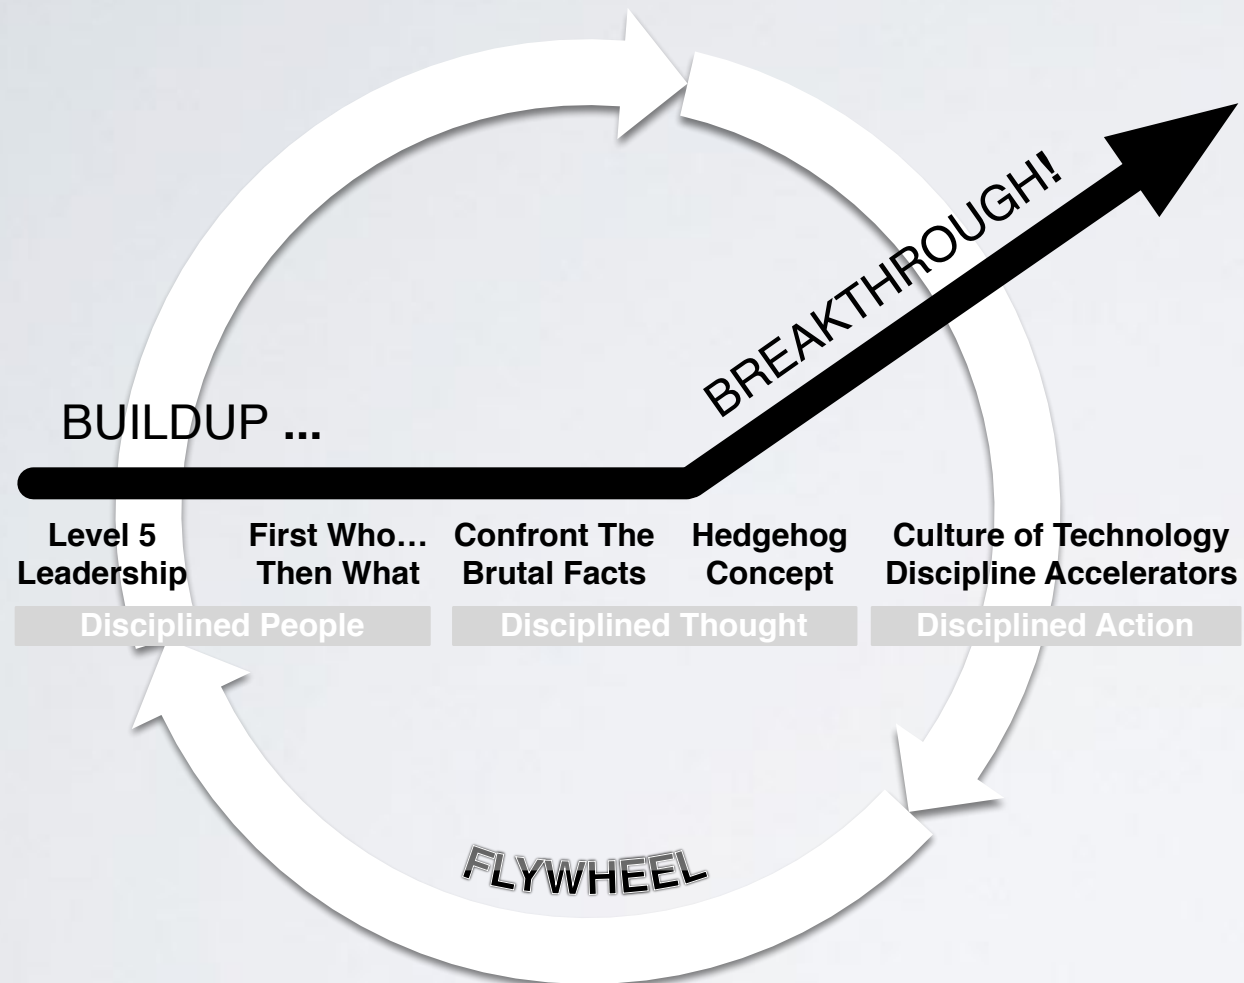 BREAKTHROUGH!
BUILDUP ...
Level 5
Leadership
First Who...
Then What
Confront The
Brutal Facts
Hedgehog
Concept
Culture of Technology
Discipline Accelerators
Disciplined People
Disciplined Thought
Disciplined Action
FLYWHEEL